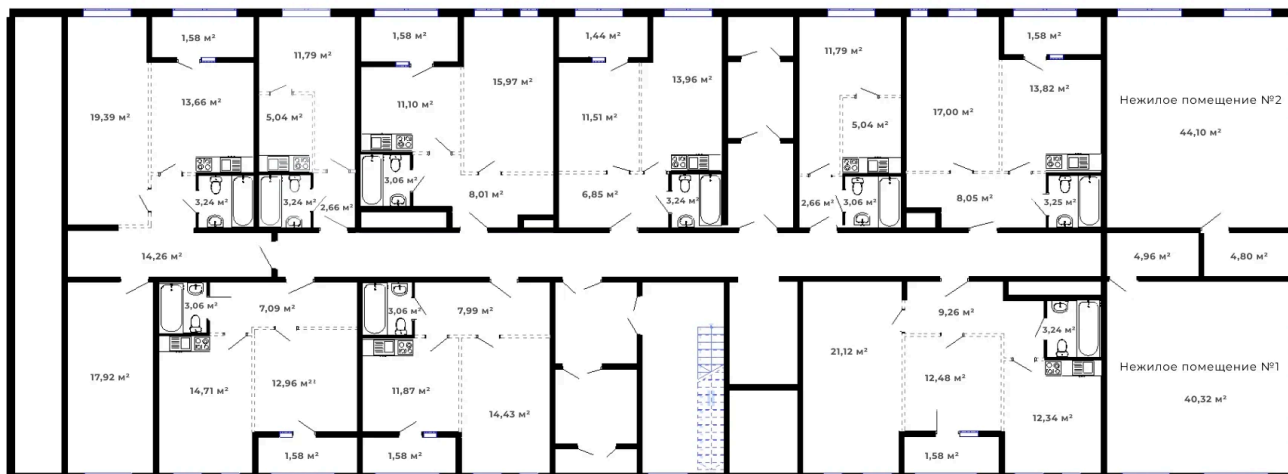 1,58 м²
11,79 м²
1,58 м²
1,44 м²
11,79 м²
1,58 м²
19,39 м²
13,66 м²
5,04 м²
11,10 м²
15,97 м²
11,51 м²
13,96 м²
5,04 м²
17,00 м²
13,82 м²
Нежилое помещение №2
44,10 м²
3,24 м²
3,24 м²
2,66 м²
3,06 м²
8,01 м²
6,85 м²
3,24 м²
2,66 м²
3,06 м²
8,05 м²
3,25 м²
14,26 м²
4,96 м²
4,80 м²
3,06 м²
7,09 м²
3,06 м²
7,99 м²
9,26 м²
3,24 м²
17,92 м²
14,71 м²
12,96 м²¹
11,87 м²
14,43 м²
21,12 м²
12,48 м²
12,34 м²
Нежилое помещение №1
40,32 м²
1,58 м²
1,58 м²
1,58 м²